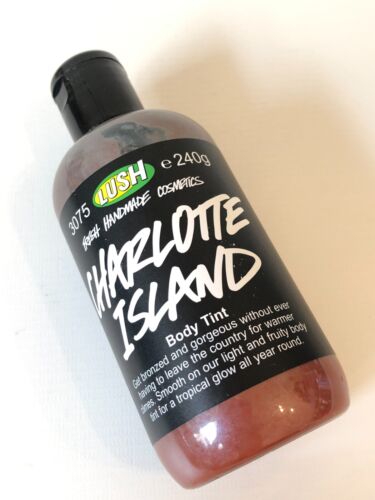 3075 LUSH e 240g
FRESH HANDMADE COSMETICS
CHARLOTTE
ISLAND
Body Tint
Get bronzed and gorgeous without ever
having to leave the country for warmer
climes. Smooth on our light and fruity body
tint for a tropical glow all year round.